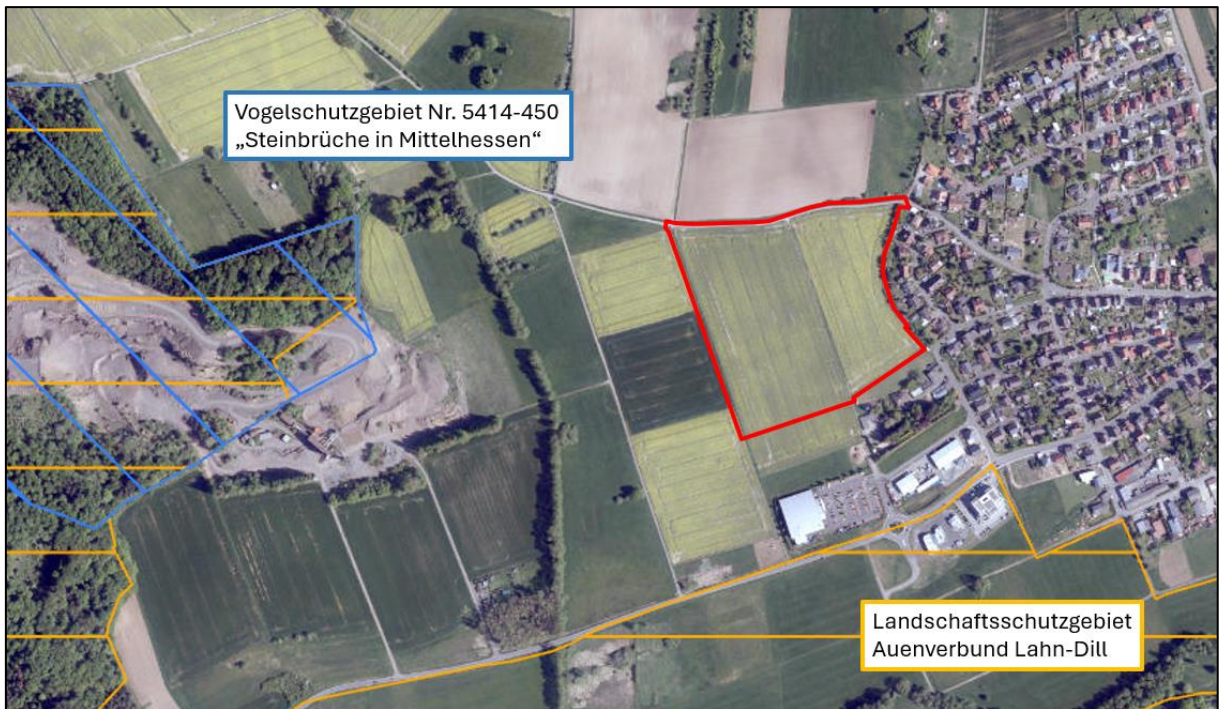 Vogelschutzgebiet Nr. 5414-450
„Steinbrüche in Mittelhessen“
Landschaftsschutzgebiet
Auenverbund Lahn-Dill